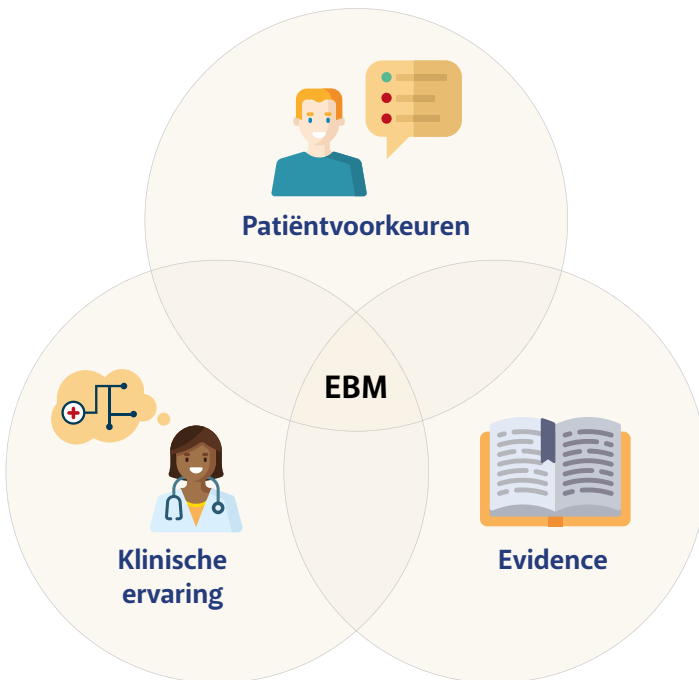 Patiëntvoorkeuren
EBM
Klinische
ervaring
Evidence